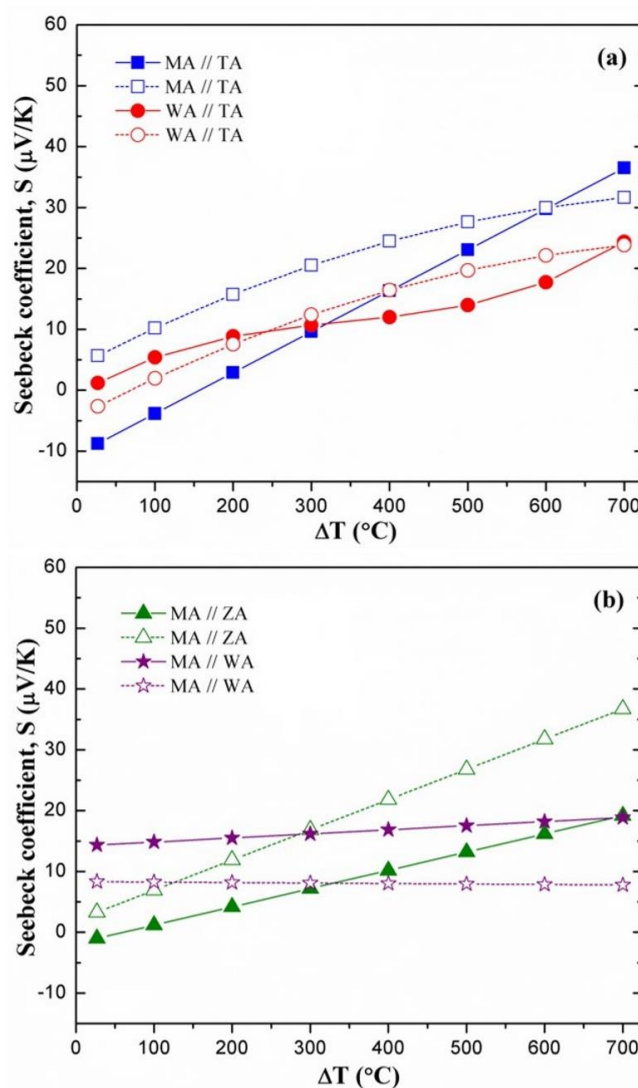 60
(a)
MA // TA
50
MA // TA
WA // TA
40
WA // TA
30
20
10
0
-10
Seebeck coefficient, S (µV/K)
0 100 200 300 400 500 600 700
ΔT (°C)
60
(b)
MA // ZA
50
MA // ZA
MA // WA
40
MA // WA
30
20
10
0
-10
Seebeck coefficient, S (µV/K)
0 100 200 300 400 500 600 700
ΔT (°C)